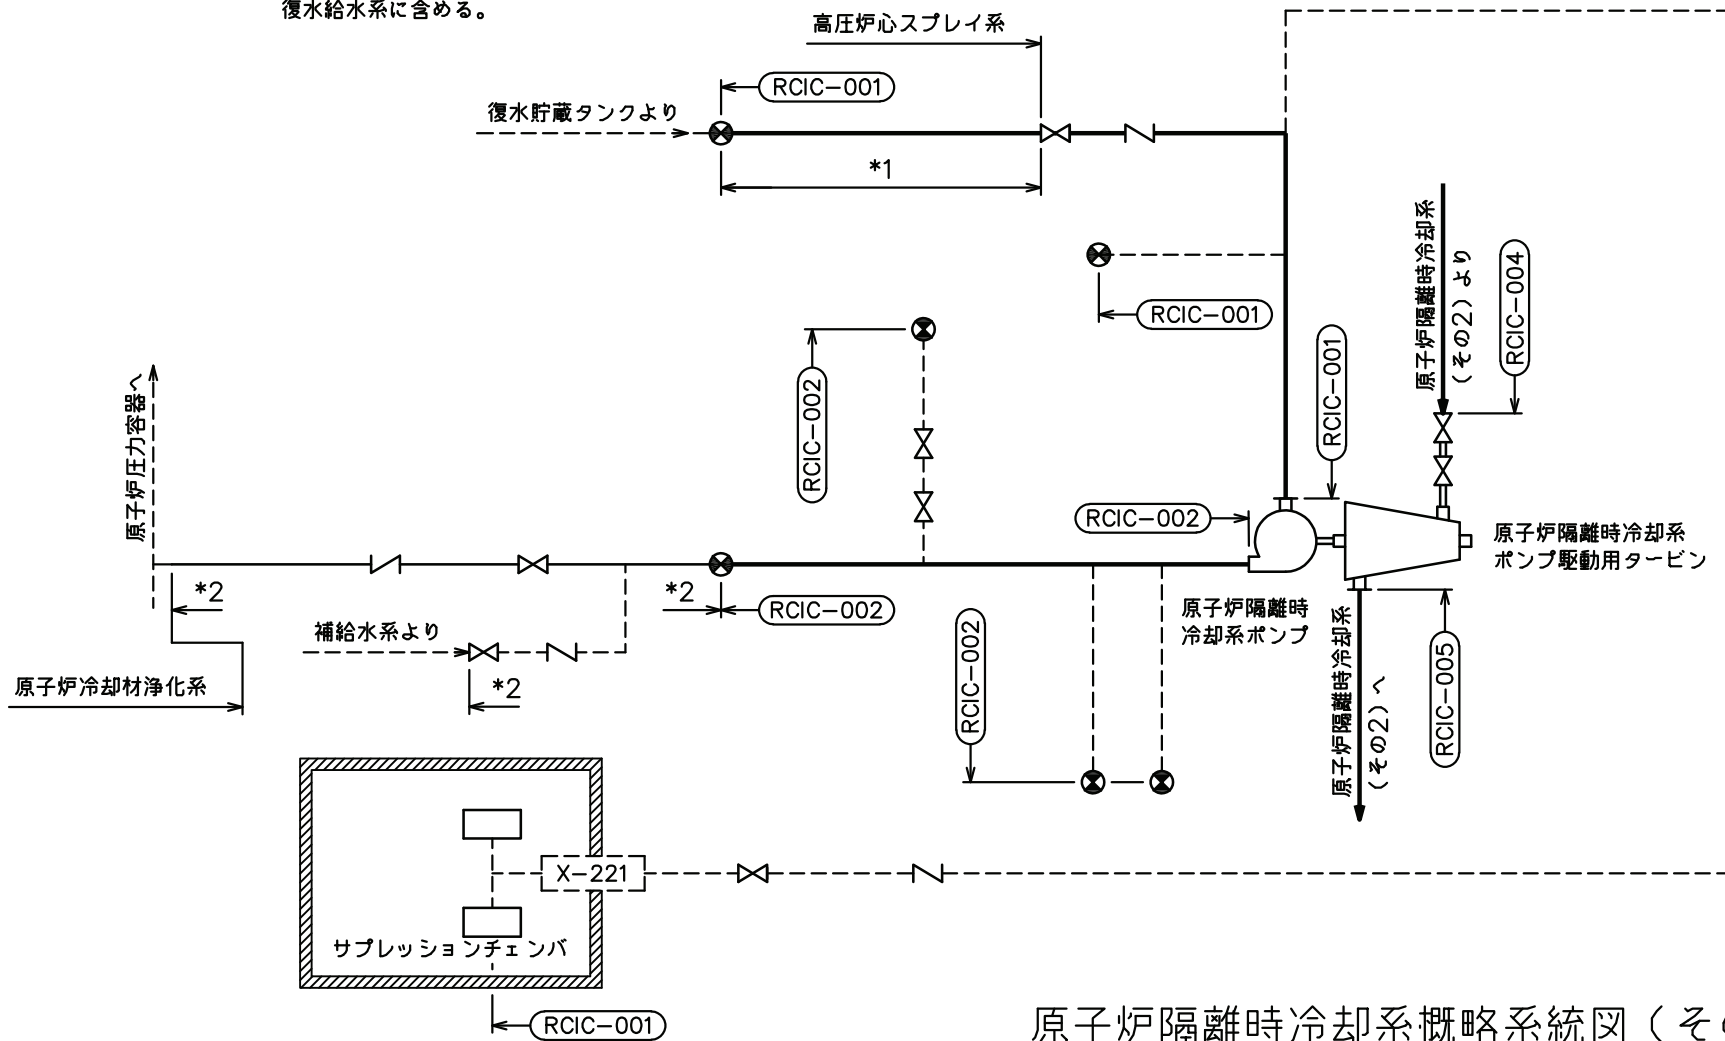 復水給水系に含める。
高圧炉心スプレイ系
RCIC-001
復水貯蔵タンクより
*1
RCIC-001
原子炉隔離時冷却系
(その2)より
RCIC-004
RCIC-001
RCIC-002
原子炉圧力容器へ
RCIC-002
原子炉隔離時冷却系
ポンプ駆動用タービン
*2
*2
RCIC-002
原子炉隔離時
冷却系ポンプ
補給水系より
*2
RCIC-002
原子炉隔離時冷却系
(その2)へ
RCIC-005
原子炉冷却材浄化系
X-221
サプレッションチェンバ
RCIC-001
原子炉隔離時冷却系概略系統図(そ